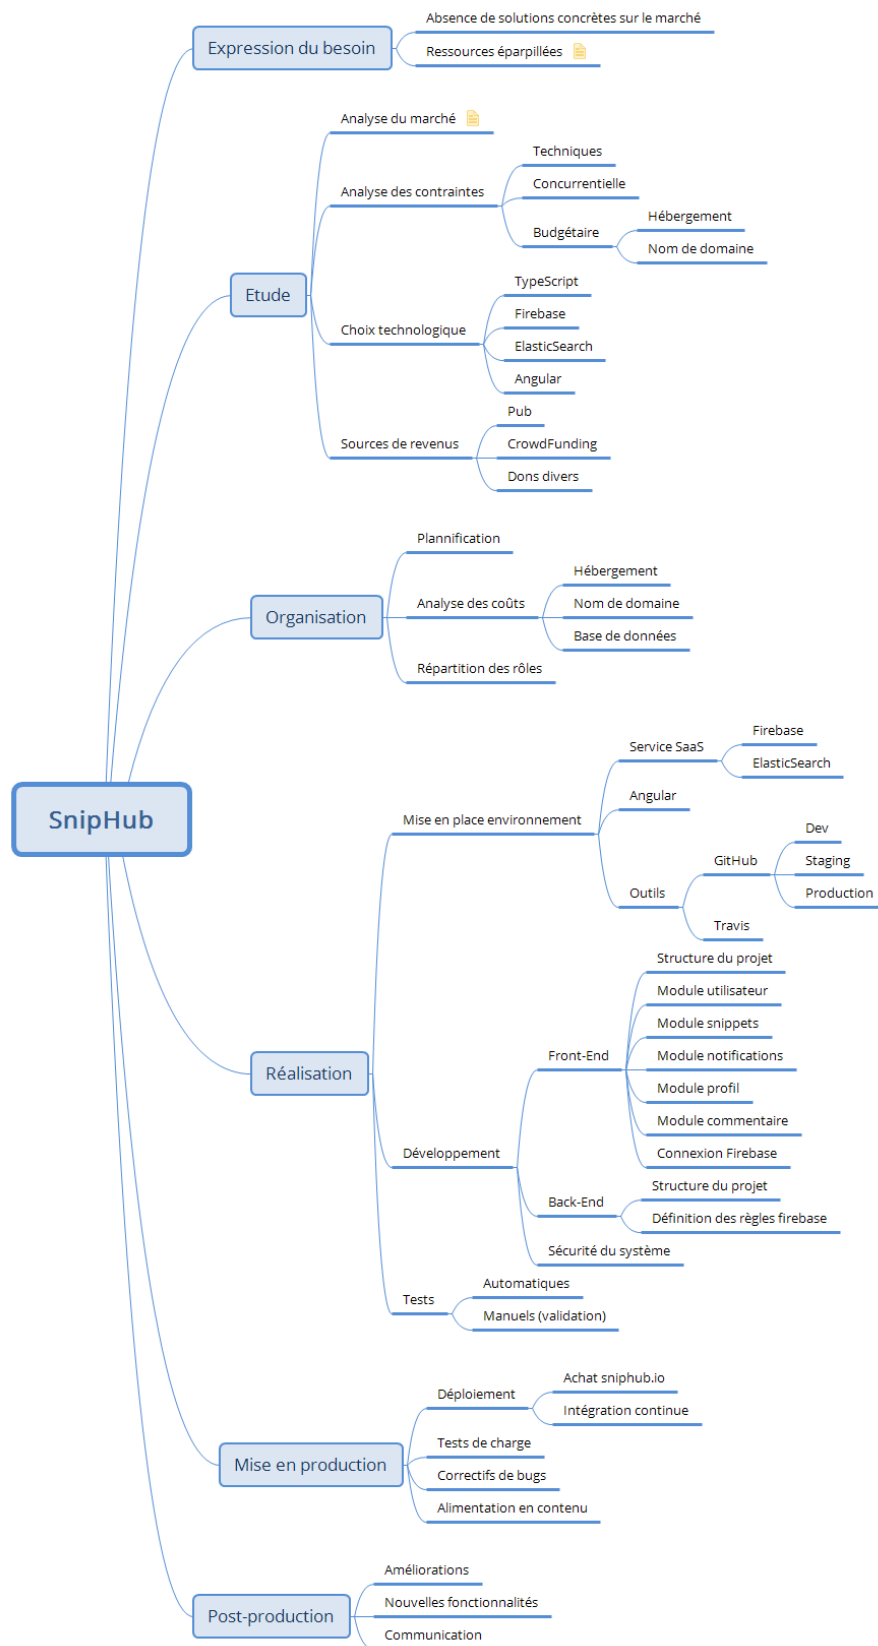 Absence de solutions concrètes sur le marché
Expression du besoin
Ressources éparpillées
Analyse du marché
Techniques
Concurrentielle
Analyse des contraintes
Hébergement
Budgétaire
Nom de domaine
TypeScript
Etude
Firebase
Choix technologique
ElasticSearch
Angular
Pub
Sources de revenus
CrowdFunding
Dons divers
Plannification
Hébergement
Organisation
Analyse des coûts
Nom de domaine
Base de données
Répartition des rôles
Firebase
Service SaaS
ElasticSearch
Angular
SnipHub
Mise en place environnement
Dev
GitHub
Staging
Outils
Production
Travis
Structure du projet
Module utilisateur
Module snippets
Front-End
Module notifications
Réalisation
Module profil
Module commentaire
Développement
Connexion Firebase
Structure du projet
Back-End
Définition des règles firebase
Sécurité du système
Automatiques
Tests
Manuels (validation)
Achat sniphub.io
Déploiement
Intégration continue
Tests de charge
Mise en production
Correctifs de bugs
Alimentation en contenu
Améliorations
Nouvelles fonctionnalités
Post-production
Communication